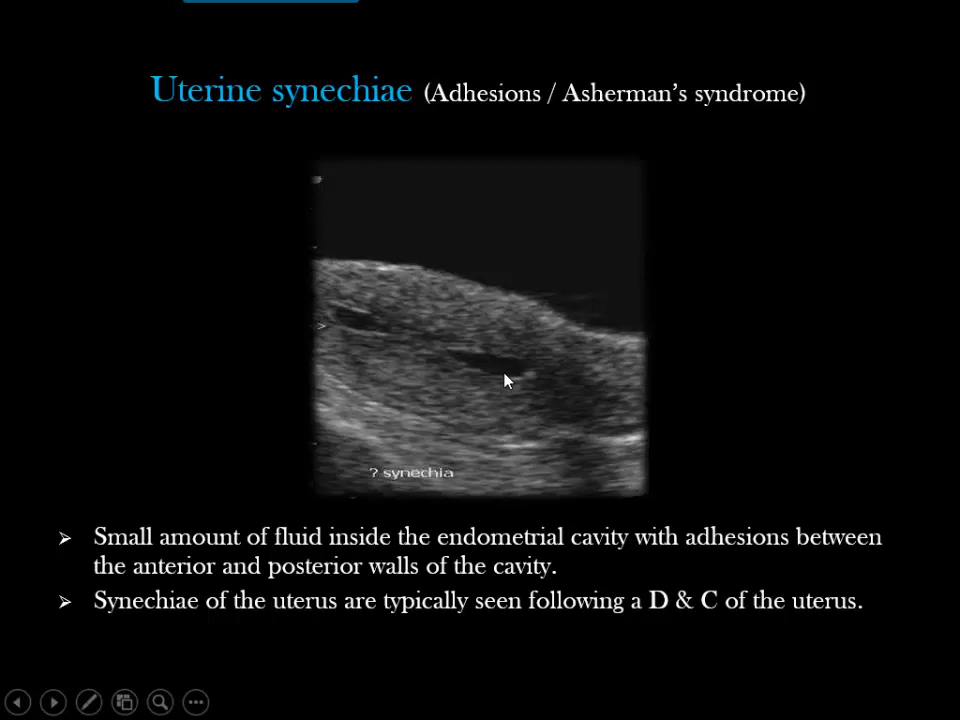 Uterine synechiae (Adhesions / Asherman’s syndrome)
? synechia
Small amount of fluid inside the endometrial cavity with adhesions between
the anterior and posterior walls of the cavity.
Synechiae of the uterus are typically seen following a D & C of the uterus.